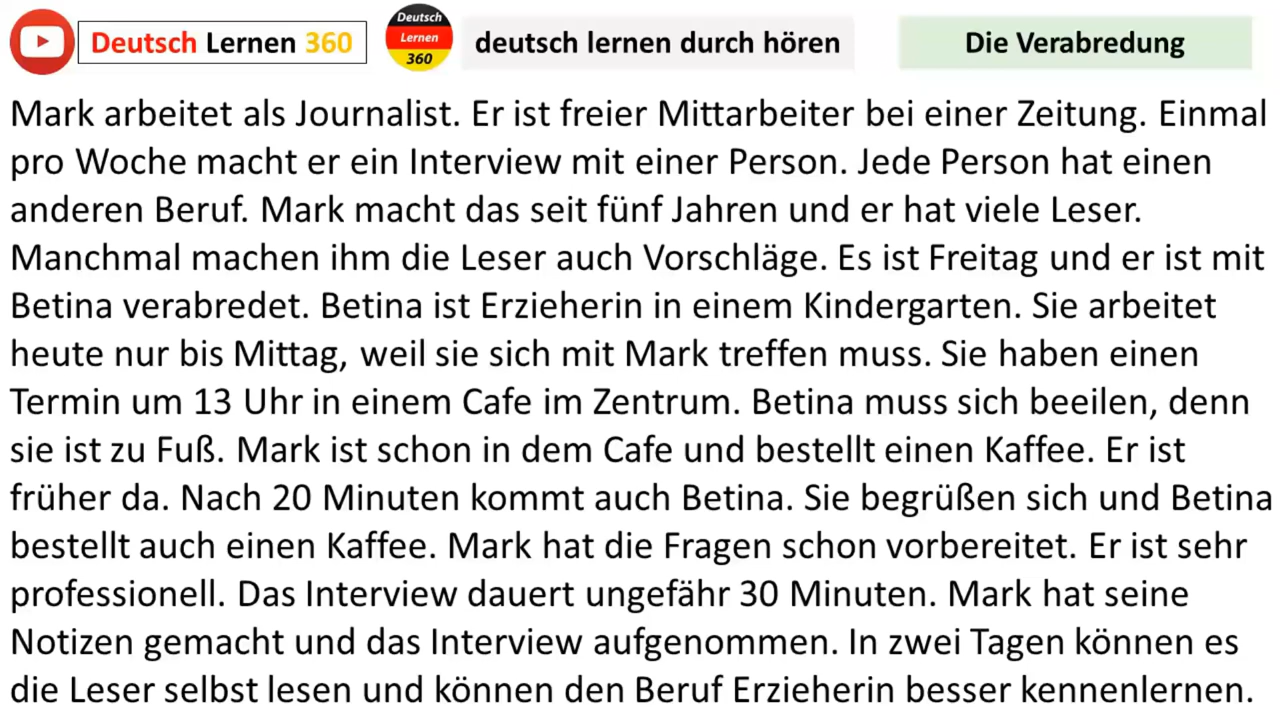 Deutsch Lernen 360
Deutsch
Lernen
360
deutsch lernen durch hören
Die Verabredung
Mark arbeitet als Journalist. Er ist freier Mittarbeiter bei einer Zeitung. Einmal
pro Woche macht er ein Interview mit einer Person. Jede Person hat einen
anderen Beruf. Mark macht das seit fünf Jahren und er hat viele Leser.
Manchmal machen ihm die Leser auch Vorschläge. Es ist Freitag und er ist mit
Betina verabredet. Betina ist Erzieherin in einem Kindergarten. Sie arbeitet
heute nur bis Mittag, weil sie sich mit Mark treffen muss. Sie haben einen
Termin um 13 Uhr in einem Cafe im Zentrum. Betina muss sich beeilen, denn
sie ist zu Fuß. Mark ist schon in dem Cafe und bestellt einen Kaffee. Er ist
früher da. Nach 20 Minuten kommt auch Betina. Sie begrüßen sich und Betina
bestellt auch einen Kaffee. Mark hat die Fragen schon vorbereitet. Er ist sehr
professionell. Das Interview dauert ungefähr 30 Minuten. Mark hat seine
Notizen gemacht und das Interview aufgenommen. In zwei Tagen können es
die Leser selbst lesen und können den Beruf Erzieherin besser kennenlernen.